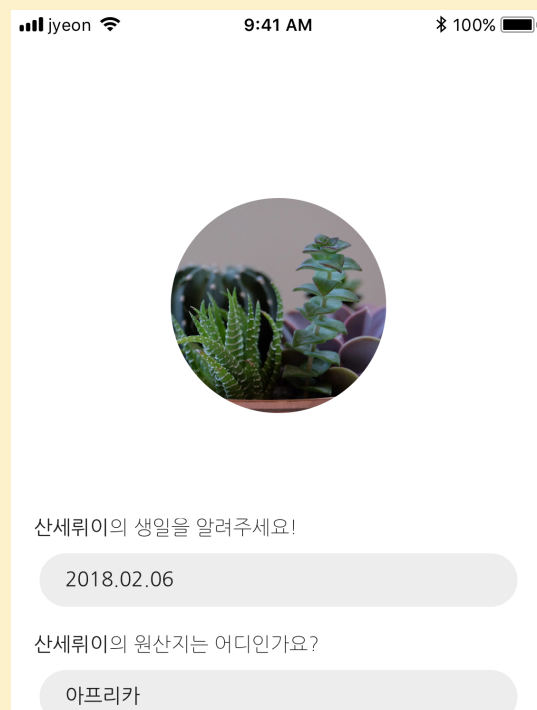 jyeon 9:41 AM 100%
산세뤼이의 생일을 알려주세요!
2018.02.06
산세뤼이의 원산지는 어디인가요?
아프리카